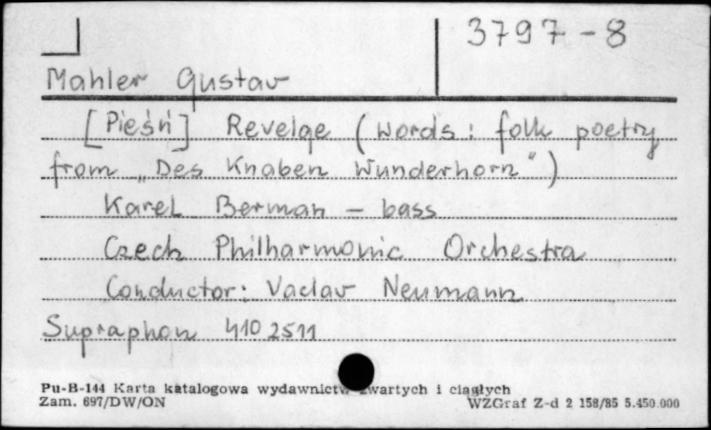 3797-8
Mahler Gustav
[Pieśń] Revelge (words: folk poetry
from „Des Knaben Wunderhorn")
Karel Berman - bass
Czech Philharmonic Orchestra
Conductor: Vaclav Neumann
Supraphon 410 2511
Pu-B-144 Karta katalogowa wydawnictw zwartych i ciągłych
Zam. 697/DW/ON WZGraf Z-d 2 158/85 5.450.000